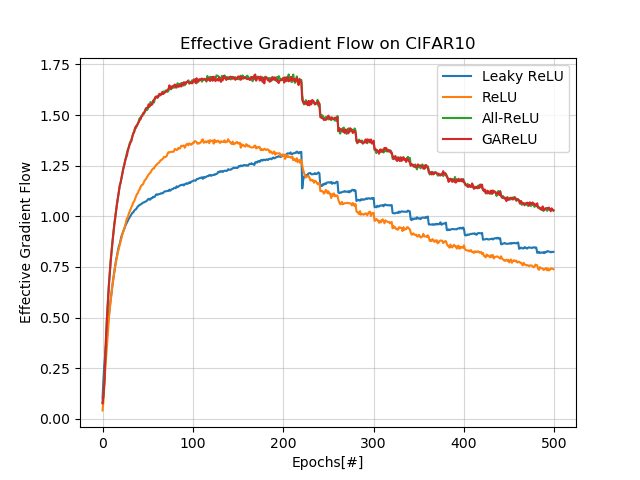 Effective Gradient Flow on CIFAR10
Leaky ReLU
ReLU
All-ReLU
GAReLU
Effective Gradient Flow
1.75
1.50
1.25
1.00
0.75
0.50
0.25
0.00
0 100 200 300 400 500
Epochs[#]